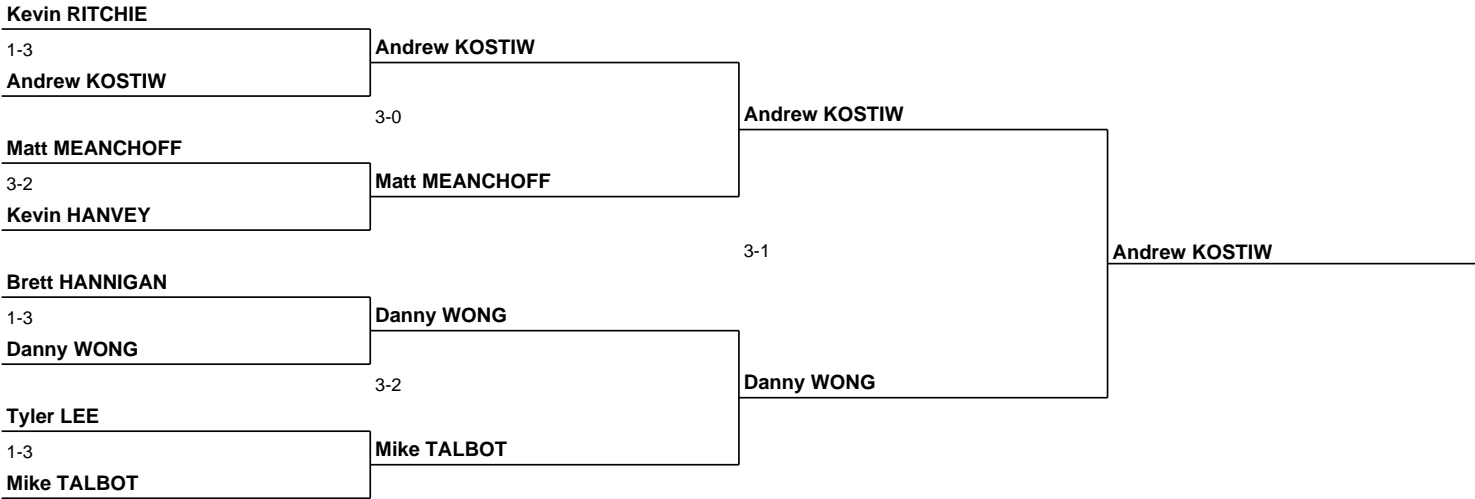 Kevin RITCHIE
1-3
Andrew KOSTIW
Andrew KOSTIW
3-0
Andrew KOSTIW
Matt MEANCHOFF
3-2
Matt MEANCHOFF
Kevin HANVEY
3-1
Andrew KOSTIW
Brett HANNIGAN
1-3
Danny WONG
Danny WONG
3-2
Danny WONG
Tyler LEE
1-3
Mike TALBOT
Mike TALBOT